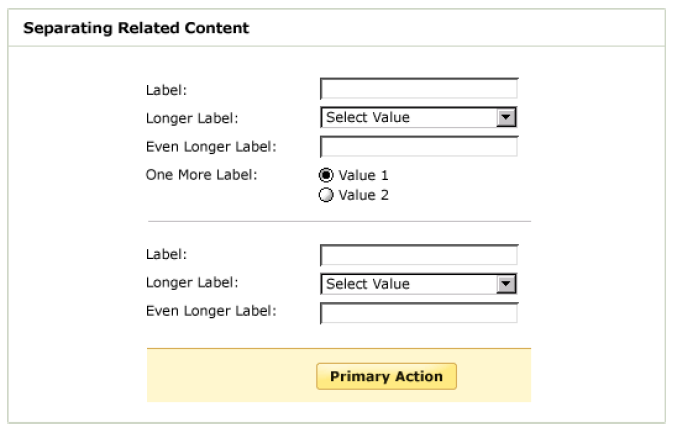 Separating Related Content
Label:
Longer Label: Select Value
Even Longer Label:
One More Label: Value 1
Value 2
Label:
Longer Label: Select Value
Even Longer Label:
Primary Action